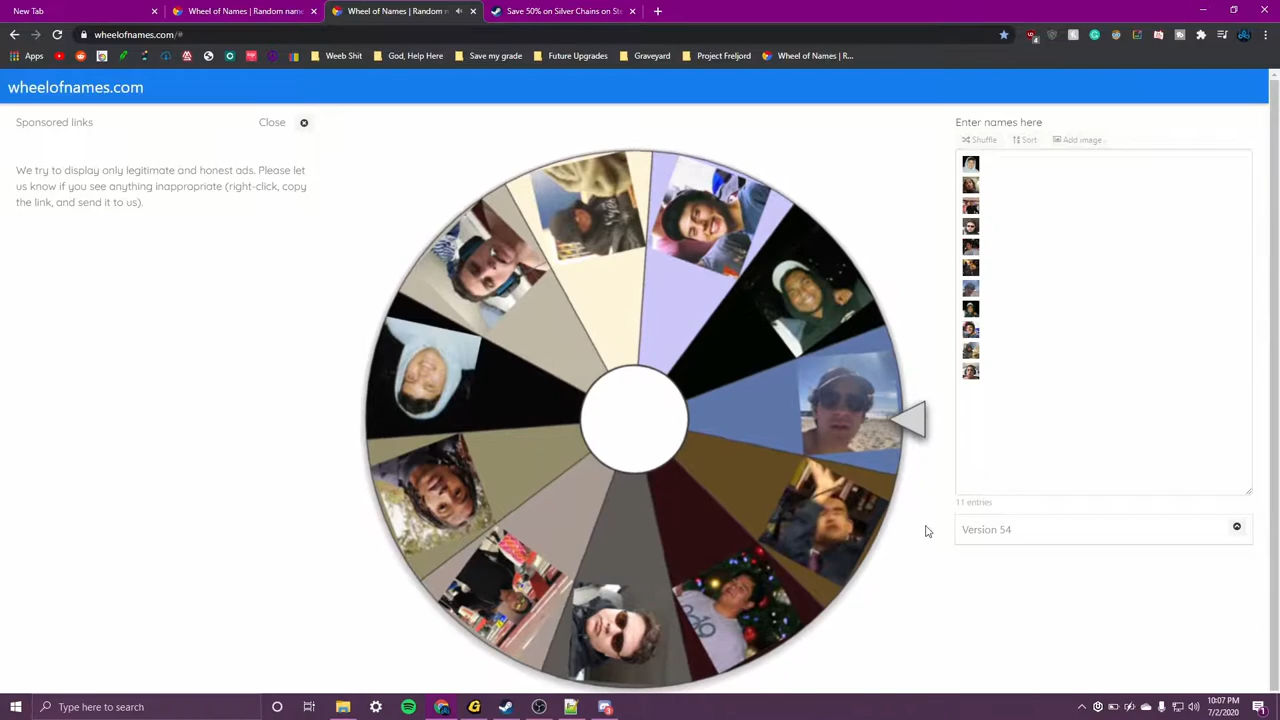 New Tab
Wheel of Names | Random name
Wheel of Names | Random n
Save 50% on Silver Chains on Ste
wheelofnames.com/#
Apps
Weeb Shit
God, Help Here
Save my grade
Future Upgrades
Graveyard
Project Freljord
Wheel of Names | R...
wheelofnames.com
Sponsored links
Close
We try to display only legitimate and honest ads. Please let
us know if you see anything inappropriate (right-click, copy
the link, and send it to us).
Enter names here
Shuffle
Sort
Add image
11 entries
Version 54
Type here to search
10:07 PM
7/2/2020